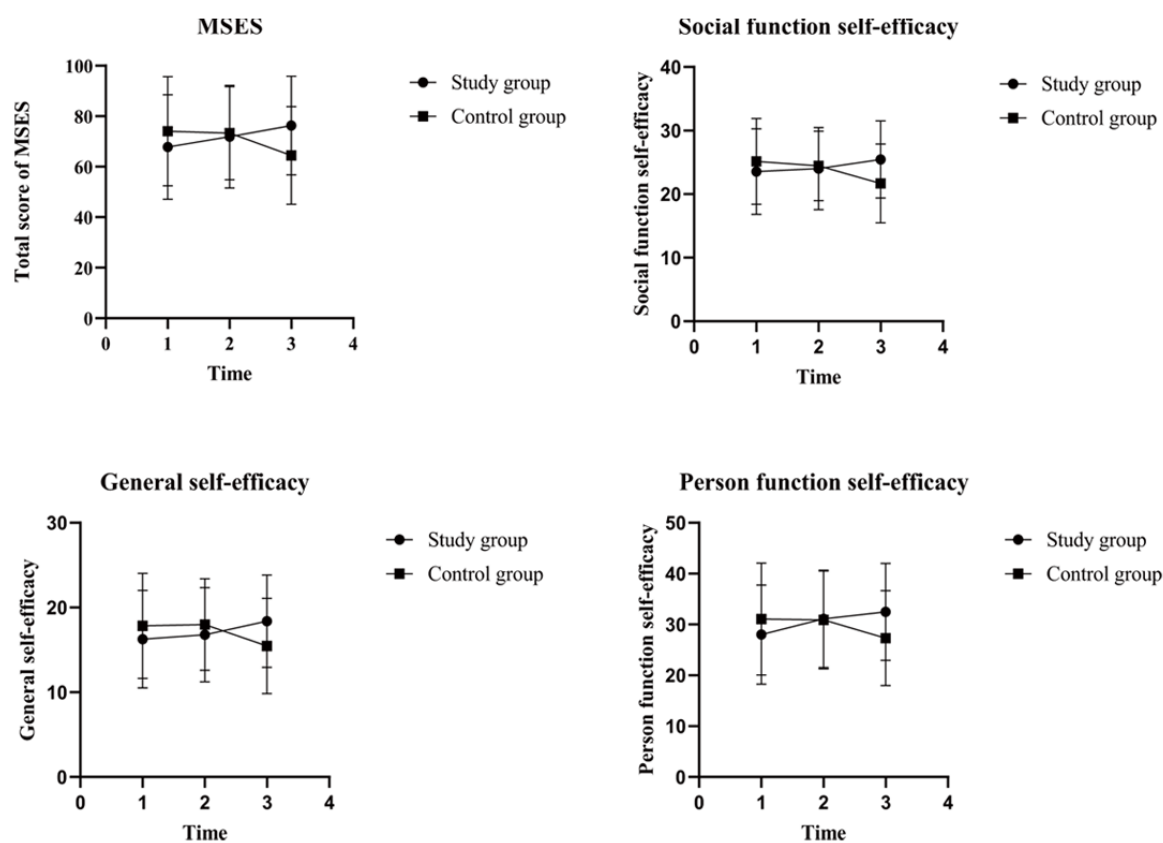 MSES
Total score of MSES
100
80
60
40
20
0
0 1 2 3 4
Time
Study group
Control group
Social function self-efficacy
Social function self-efficacy
40
30
20
10
0
0 1 2 3 4
Time
Study group
Control group
General self-efficacy
General self-efficacy
30
20
10
0
0 1 2 3 4
Time
Study group
Control group
Person function self-efficacy
Person function self-efficacy
50
40
30
20
10
0
0 1 2 3 4
Time
Study group
Control group